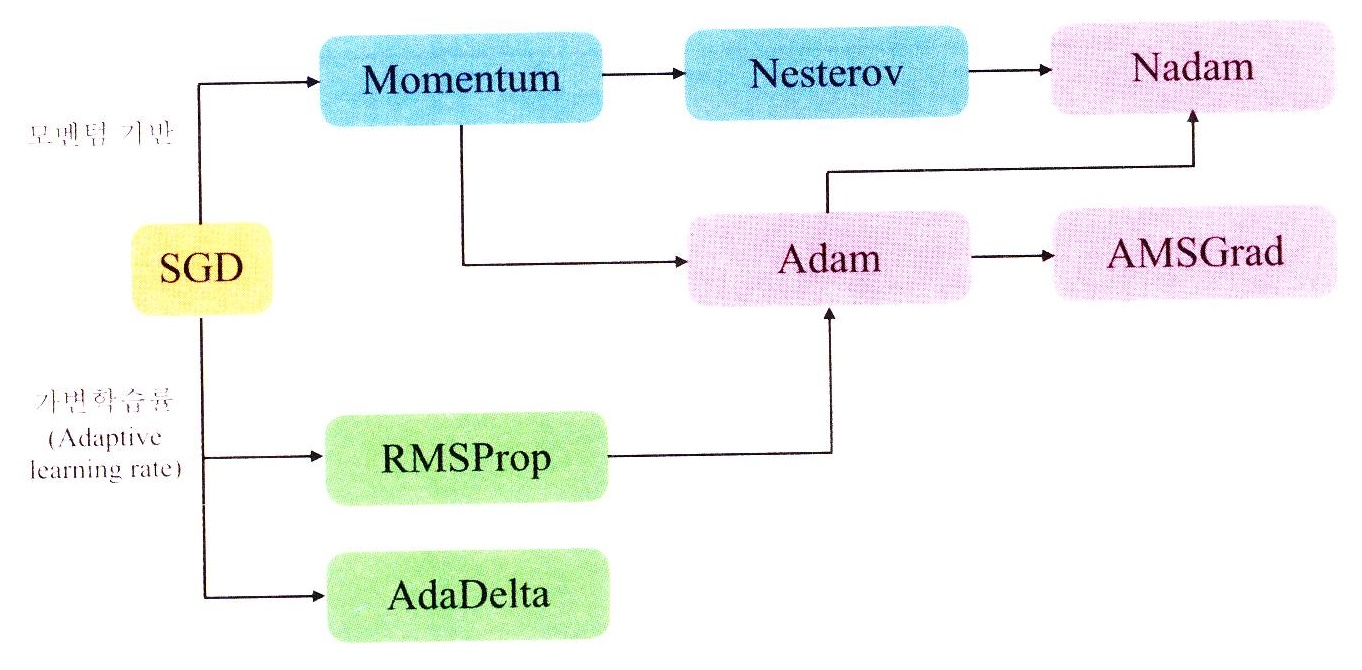 Momentum
Nesterov
Nadam
모멘텀 기반
SGD
Adam
AMSGrad
가변학습률
(Adaptive
learning rate)
RMSProp
AdaDelta